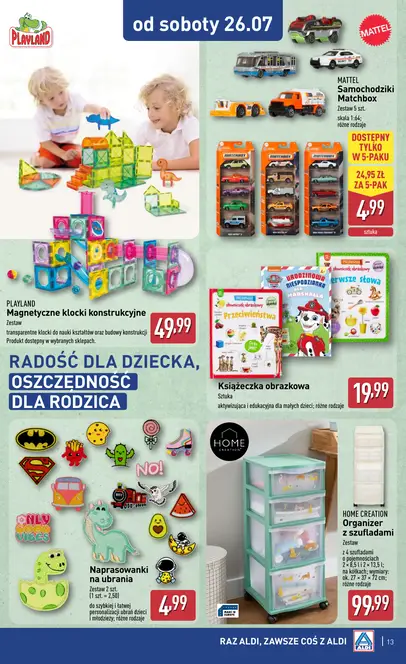 PLAYLAND
od soboty 26.07
MATTEL
MATTEL
Samochodziki
Matchbox
Zestaw 5 szt.
skala 1:64;
różne rodzaje
DOSTĘPNY
TYLKO
W 5-PAKU
24,95 ZŁ
ZA 5-PAK
4,99
sztuka
PLAYLAND
Magnetyczne klocki konstrukcyjne
Zestaw
transparentne klocki do nauki kształtów oraz budowy konstrukcji
Produkt dostępny w wybranych sklepach.
49,99
RADOŚĆ DLA DZIECKA,
OSZCZĘDNOŚĆ
DLA RODZICA
Przeciwieństwa
URODZINOWA
NIESPODZIANKA
Pierwsze słowa
Książeczka obrazkowa
Sztuka
aktywizująca i edukacyjna dla małych dzieci; różne rodzaje
19,99
NO!
ONLY
GOOD
VIBES
Naprasowanki
na ubrania
Zestaw 2 szt.
(1 szt. = 2,50)
do szybkiej i łatwej
personalizacji ubrań dzieci
i młodzieży; różne rodzaje
4,99
HOME
CREATION
HOME CREATION
Organizer
z szufladami
Zestaw
z 4 szufladami
o pojemnościach:
2 × 8,5 l i 2 × 13,5 l;
na kółkach; wymiary:
ok. 27 × 37 × 72 cm;
różne rodzaje
99,99
RAZ ALDI, ZAWSZE COŚ Z ALDI
ALDI
13